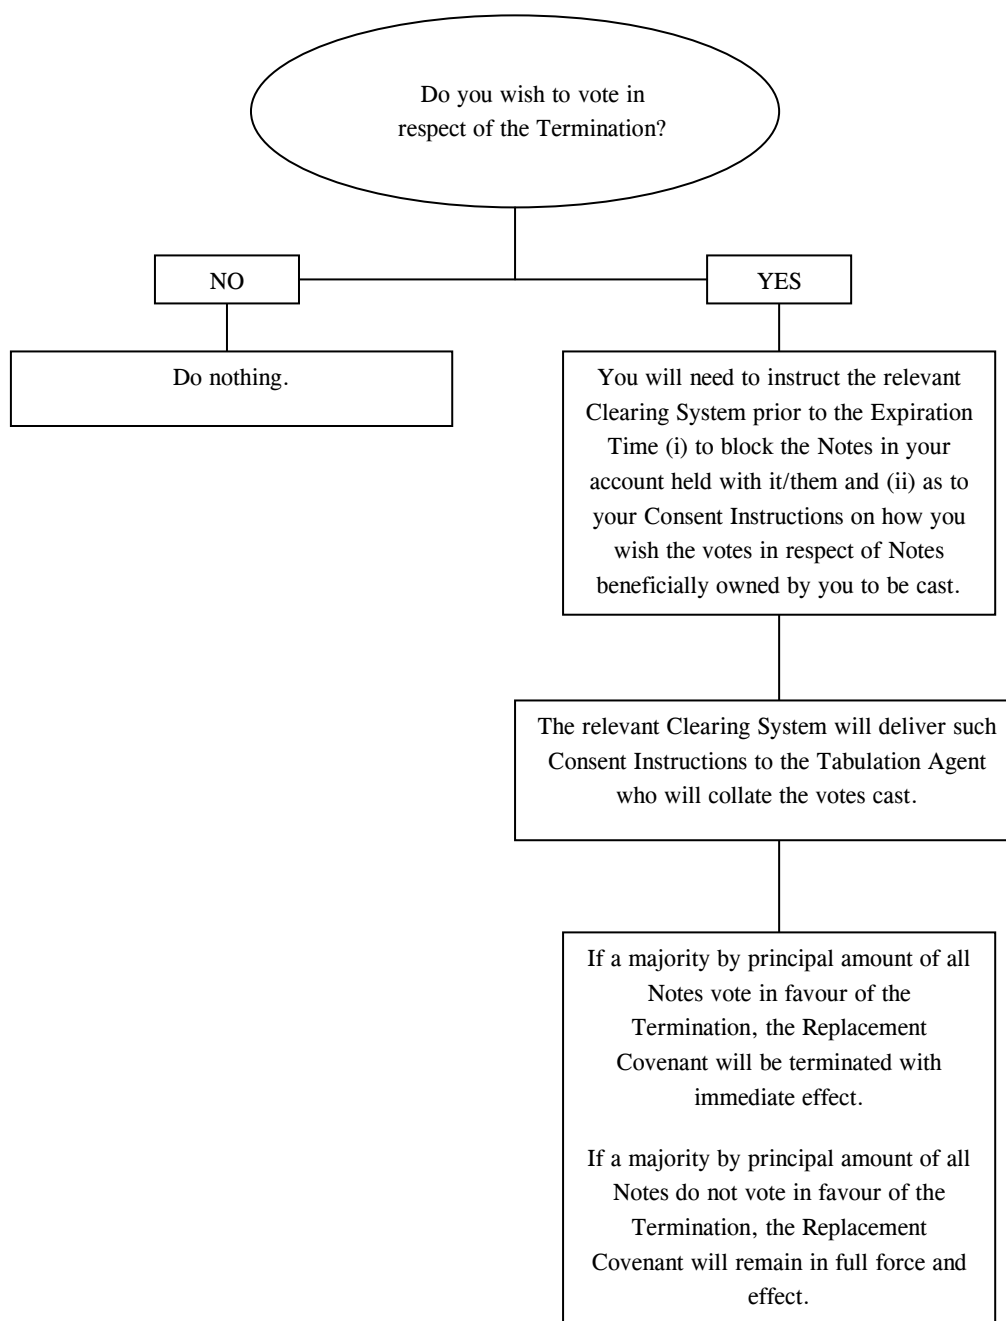 Do you wish to vote in
respect of the Termination?
NO
YES
Do nothing.
You will need to instruct the relevant
Clearing System prior to the Expiration
Time (i) to block the Notes in your
account held with it/them and (ii) as to
your Consent Instructions on how you
wish the votes in respect of Notes
beneficially owned by you to be cast.
The relevant Clearing System will deliver such
Consent Instructions to the Tabulation Agent
who will collate the votes cast.
If a majority by principal amount of all
Notes vote in favour of the
Termination, the Replacement
Covenant will be terminated with
immediate effect.
If a majority by principal amount of all
Notes do not vote in favour of the
Termination, the Replacement
Covenant will remain in full force and
effect.